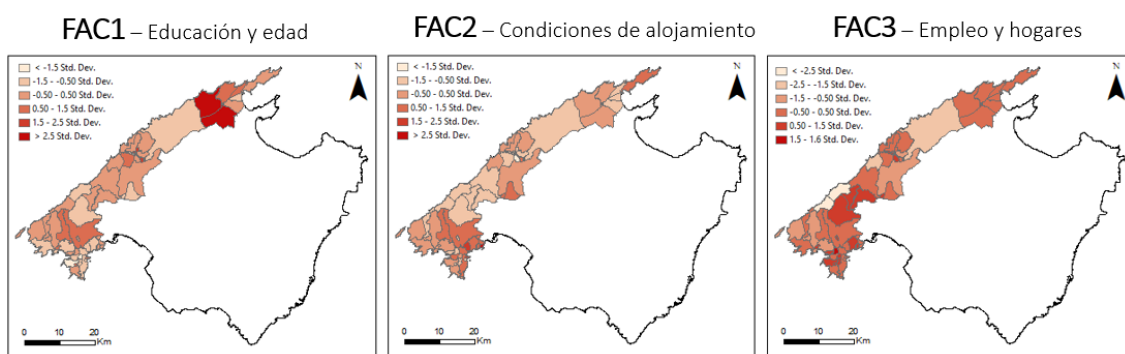 FAC1 – Educación y edad
N
< -1.5 Std. Dev.
-1.5 - -0.50 Std. Dev.
-0.50 - 0.50 Std. Dev.
0.50 - 1.5 Std. Dev.
1.5 - 2.5 Std. Dev.
> 2.5 Std. Dev.
0 10 20
Km
FAC2 – Condiciones de alojamiento
N
-1.5 - -0.50 Std. Dev.
-0.50 - 0.50 Std. Dev.
0.50 - 1.5 Std. Dev.
1.5 - 2.5 Std. Dev.
> 2.5 Std. Dev.
0 10 20
Km
FAC3 – Empleo y hogares
N
< -2.5 Std. Dev.
-2.5 - -1.5 Std. Dev.
-1.5 - -0.50 Std. Dev.
-0.50 - 0.50 Std. Dev.
0.50 - 1.5 Std. Dev.
1.5 - 1.6 Std. Dev.
0 10 20
Km